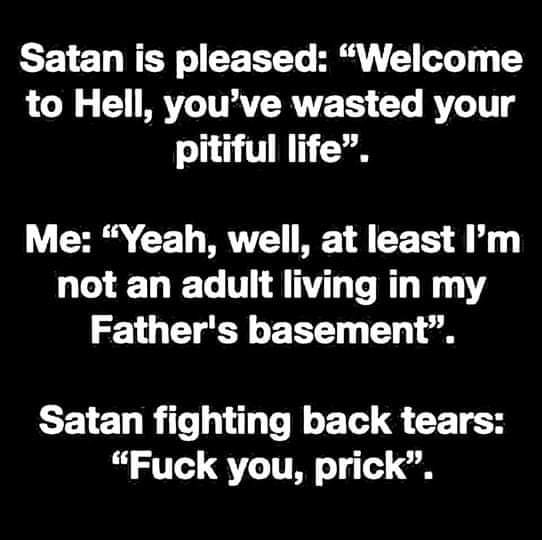 Satan is pleased: “Welcome
to Hell, you’ve wasted your
pitiful life”.
Me: “Yeah, well, at least I’m
not an adult living in my
Father's basement”.
Satan fighting back tears:
“Fuck you, prick”.